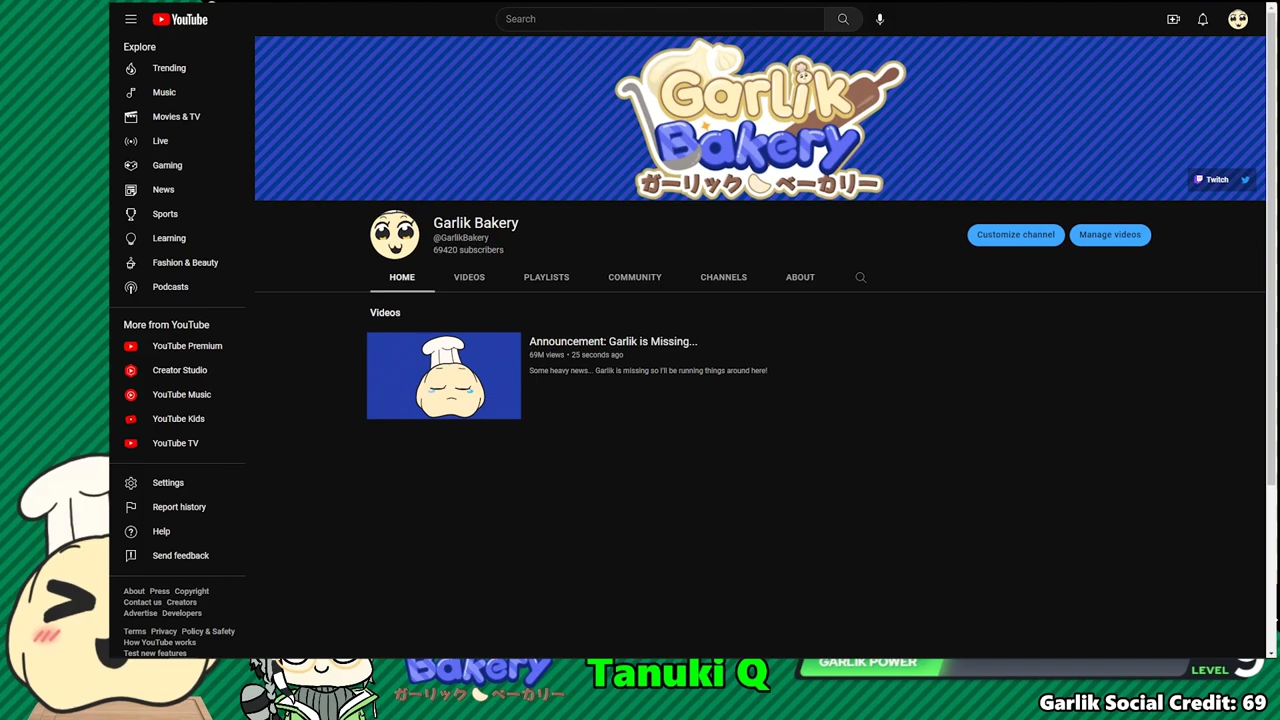 YouTube
Search
Explore
Trending
Music
Movies & TV
Live
Gaming
News
Sports
Learning
Fashion & Beauty
Podcasts
More from YouTube
YouTube Premium
Creator Studio
YouTube Music
YouTube Kids
YouTube TV
Settings
Report history
Help
Send feedback
About Press Copyright
Contact us Creators
Advertise Developers
Terms Privacy Policy & Safety
How YouTube works
Test new features
Garlik
Bakery
ガーリック ベーカリー
Twitch
Garlik Bakery
@GarlikBakery
69420 subscribers
Customize channel
Manage videos
HOME VIDEOS PLAYLISTS COMMUNITY CHANNELS ABOUT
Videos
Announcement: Garlik is Missing...
69M views • 25 seconds ago
Some heavy news... Garlik is missing so I'll be running things around here!
Bakery
ガーリック ベーカリー
Tanuki Q
GARLIK POWER
LEVEL 9
Garlik Social Credit: 69